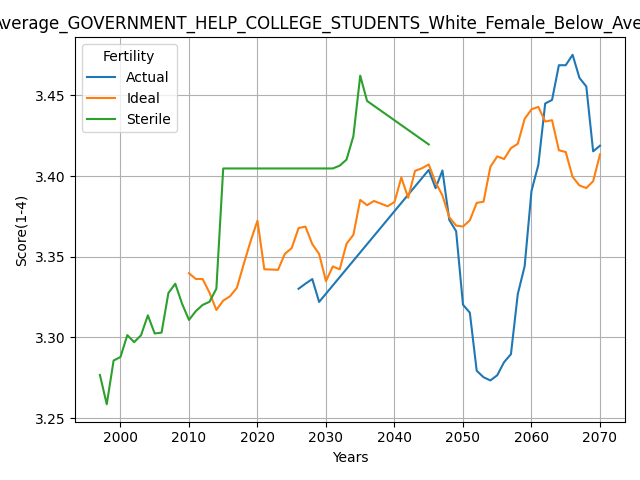 Average_GOVERNMENT_HELP_COLLEGE_STUDENTS_White_Female_Below_Ave
Fertility
Actual
Ideal
Sterile
Score(1-4)
3.45
3.40
3.35
3.30
3.25
2000 2010 2020 2030 2040 2050 2060 2070
Years